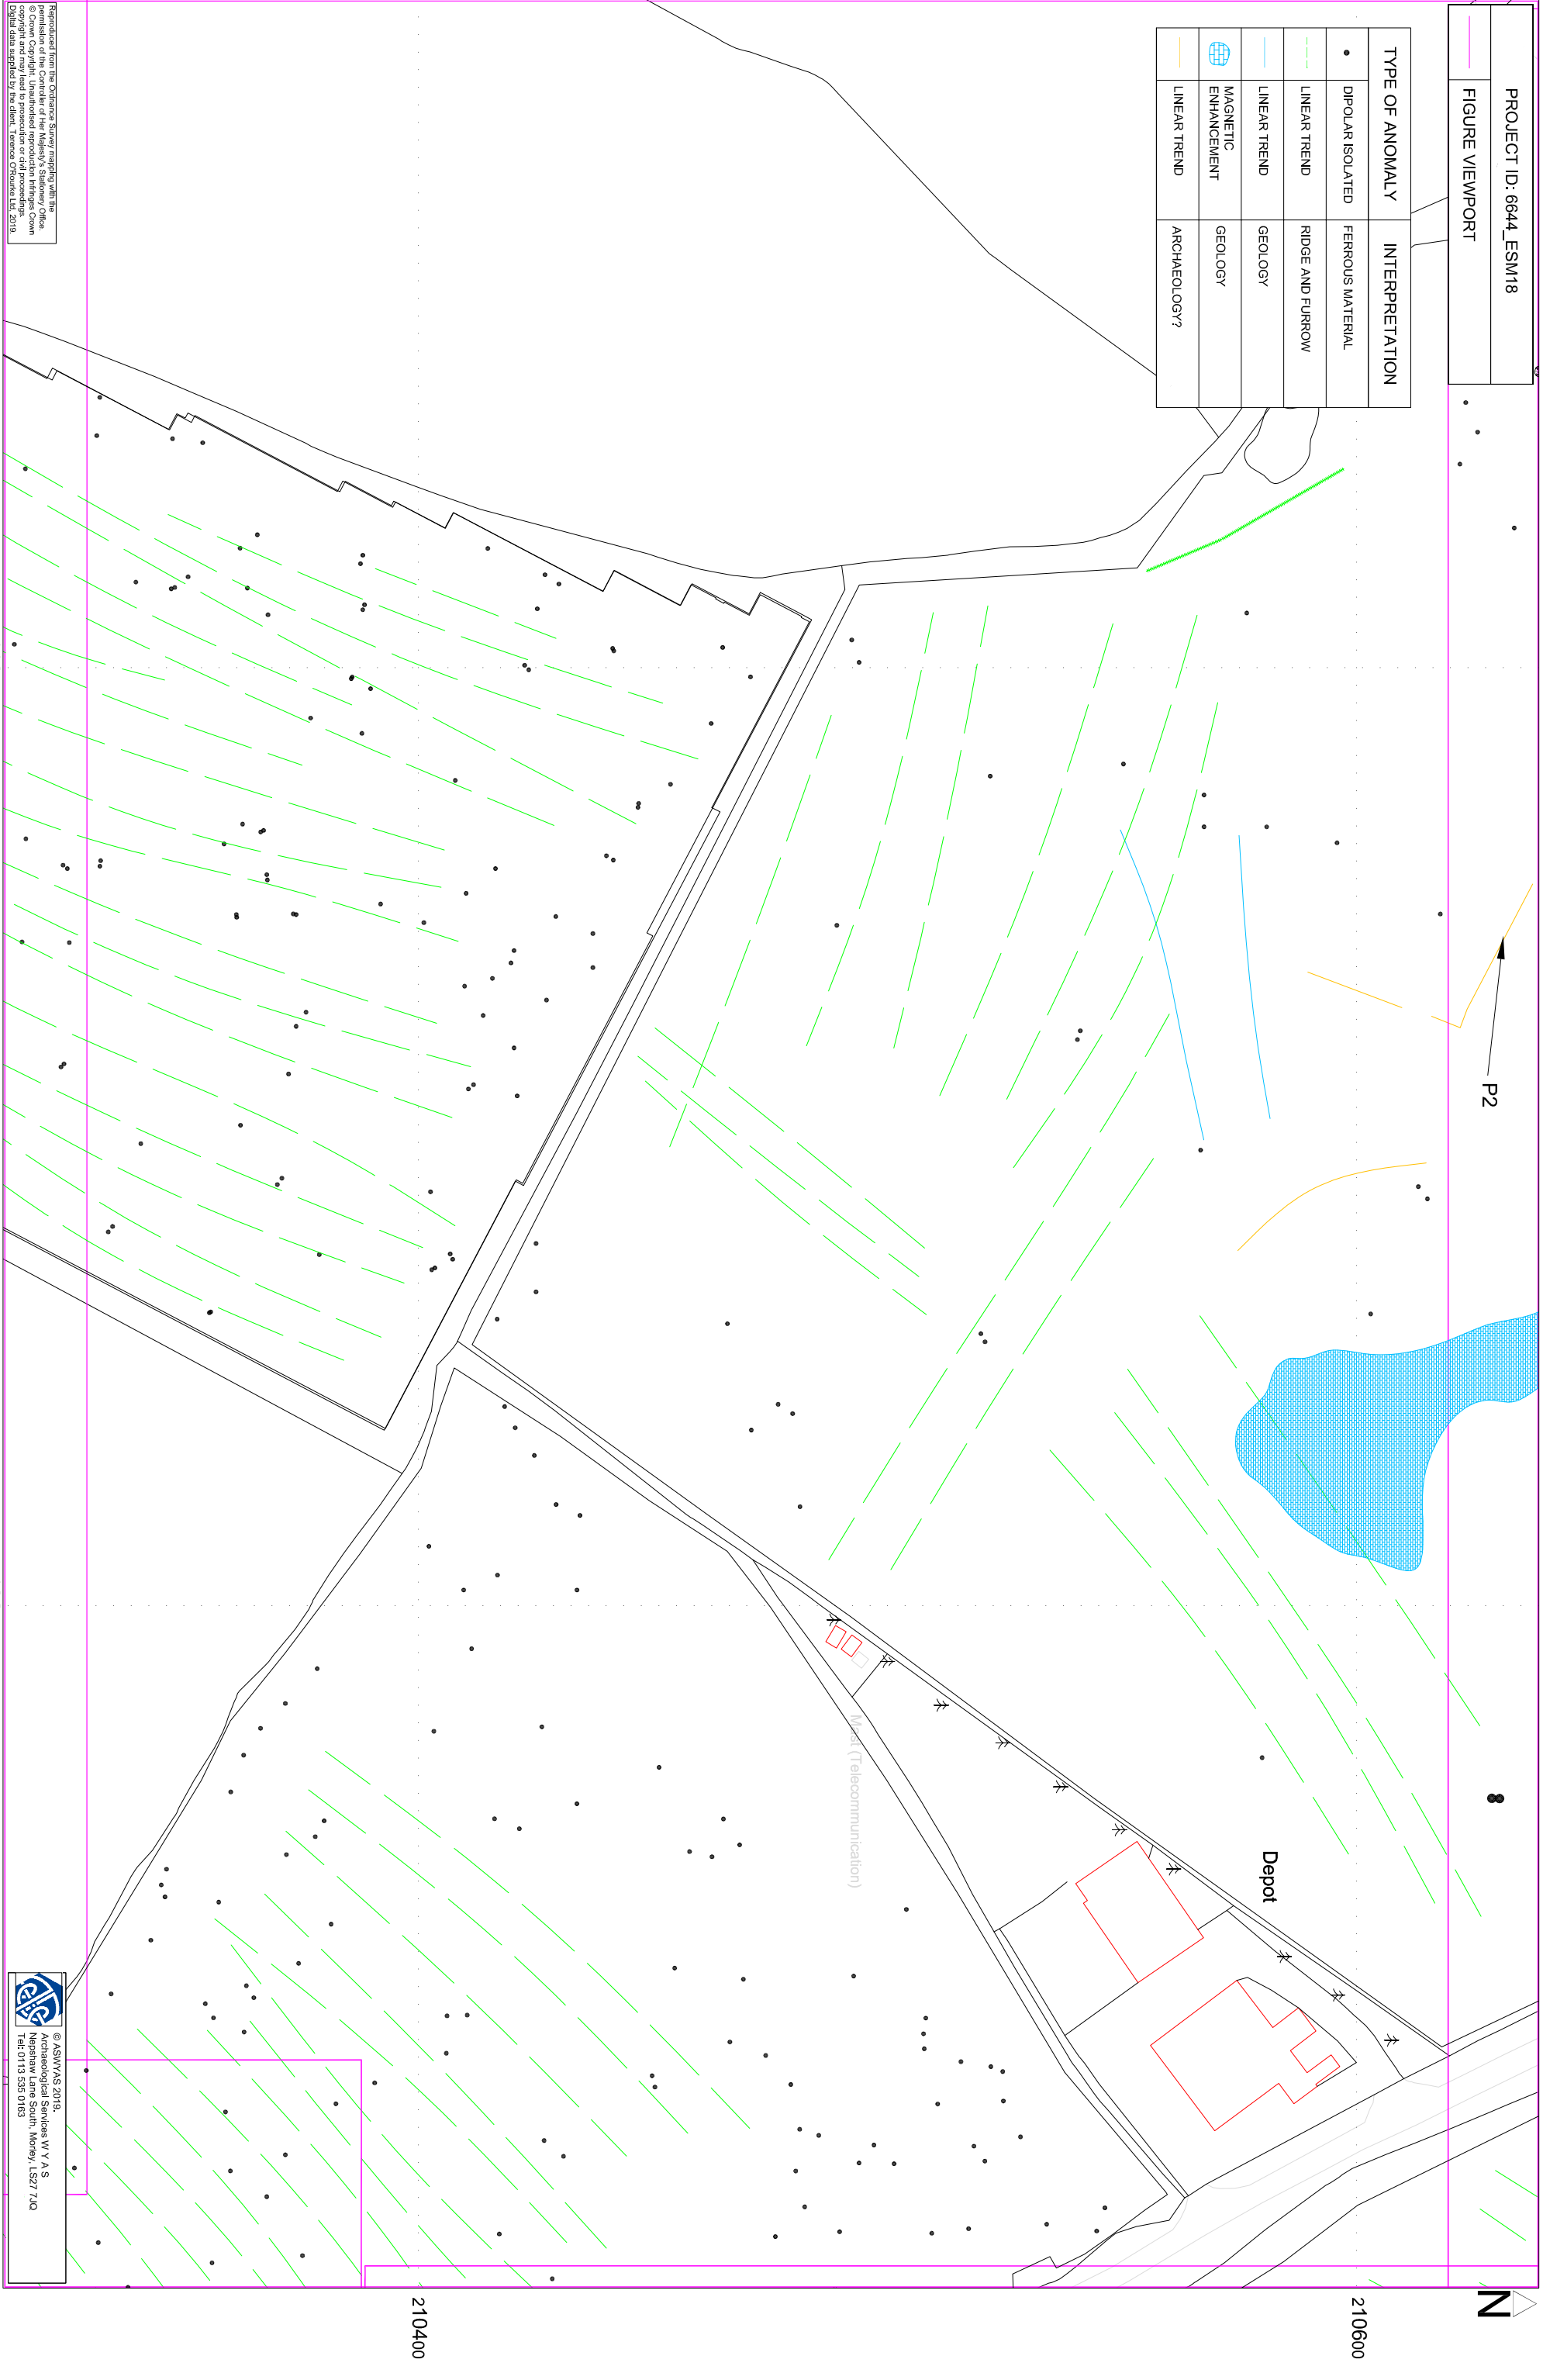 PROJECT ID: 6644_ESM18
FIGURE VIEWPORT
TYPE OF ANOMALY INTERPRETATION
DIPOLAR ISOLATED FERROUS MATERIAL
LINEAR TREND RIDGE AND FURROW
LINEAR TREND GEOLOGY
MAGNETIC
ENHANCEMENT GEOLOGY
LINEAR TREND ARCHAEOLOGY?
P2
8
Depot
Mast (Telecommunication)
N
210600
210400
Reproduced from the Ordnance Survey mapping with the
permission of the Controller of Her Majesty's Stationery Office.
© Crown Copyright. Unauthorised reproduction infringes Crown
copyright and may lead to prosecution or civil proceedings.
Digital data supplied by the client, Terence O'Rourke Ltd, 2019.
© ASWYAS 2019.
Archaeological Services W Y A S
Nepshaw Lane South, Morley, LS27 7JQ
Tel: 0113 535 0163